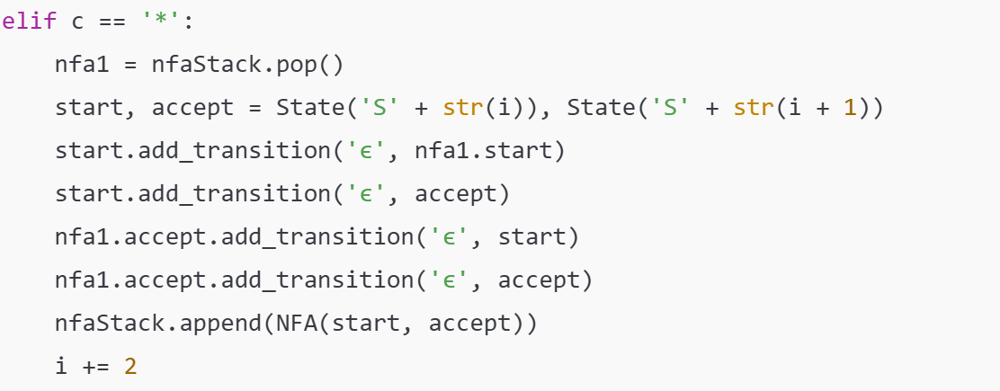 elif c == '*':
    nfa1 = nfaStack.pop()
    start, accept = State('S' + str(i)), State('S' + str(i + 1))
    start.add_transition('ϵ', nfa1.start)
    start.add_transition('ϵ', accept)
    nfa1.accept.add_transition('ϵ', start)
    nfa1.accept.add_transition('ϵ', accept)
    nfaStack.append(NFA(start, accept))
    i += 2